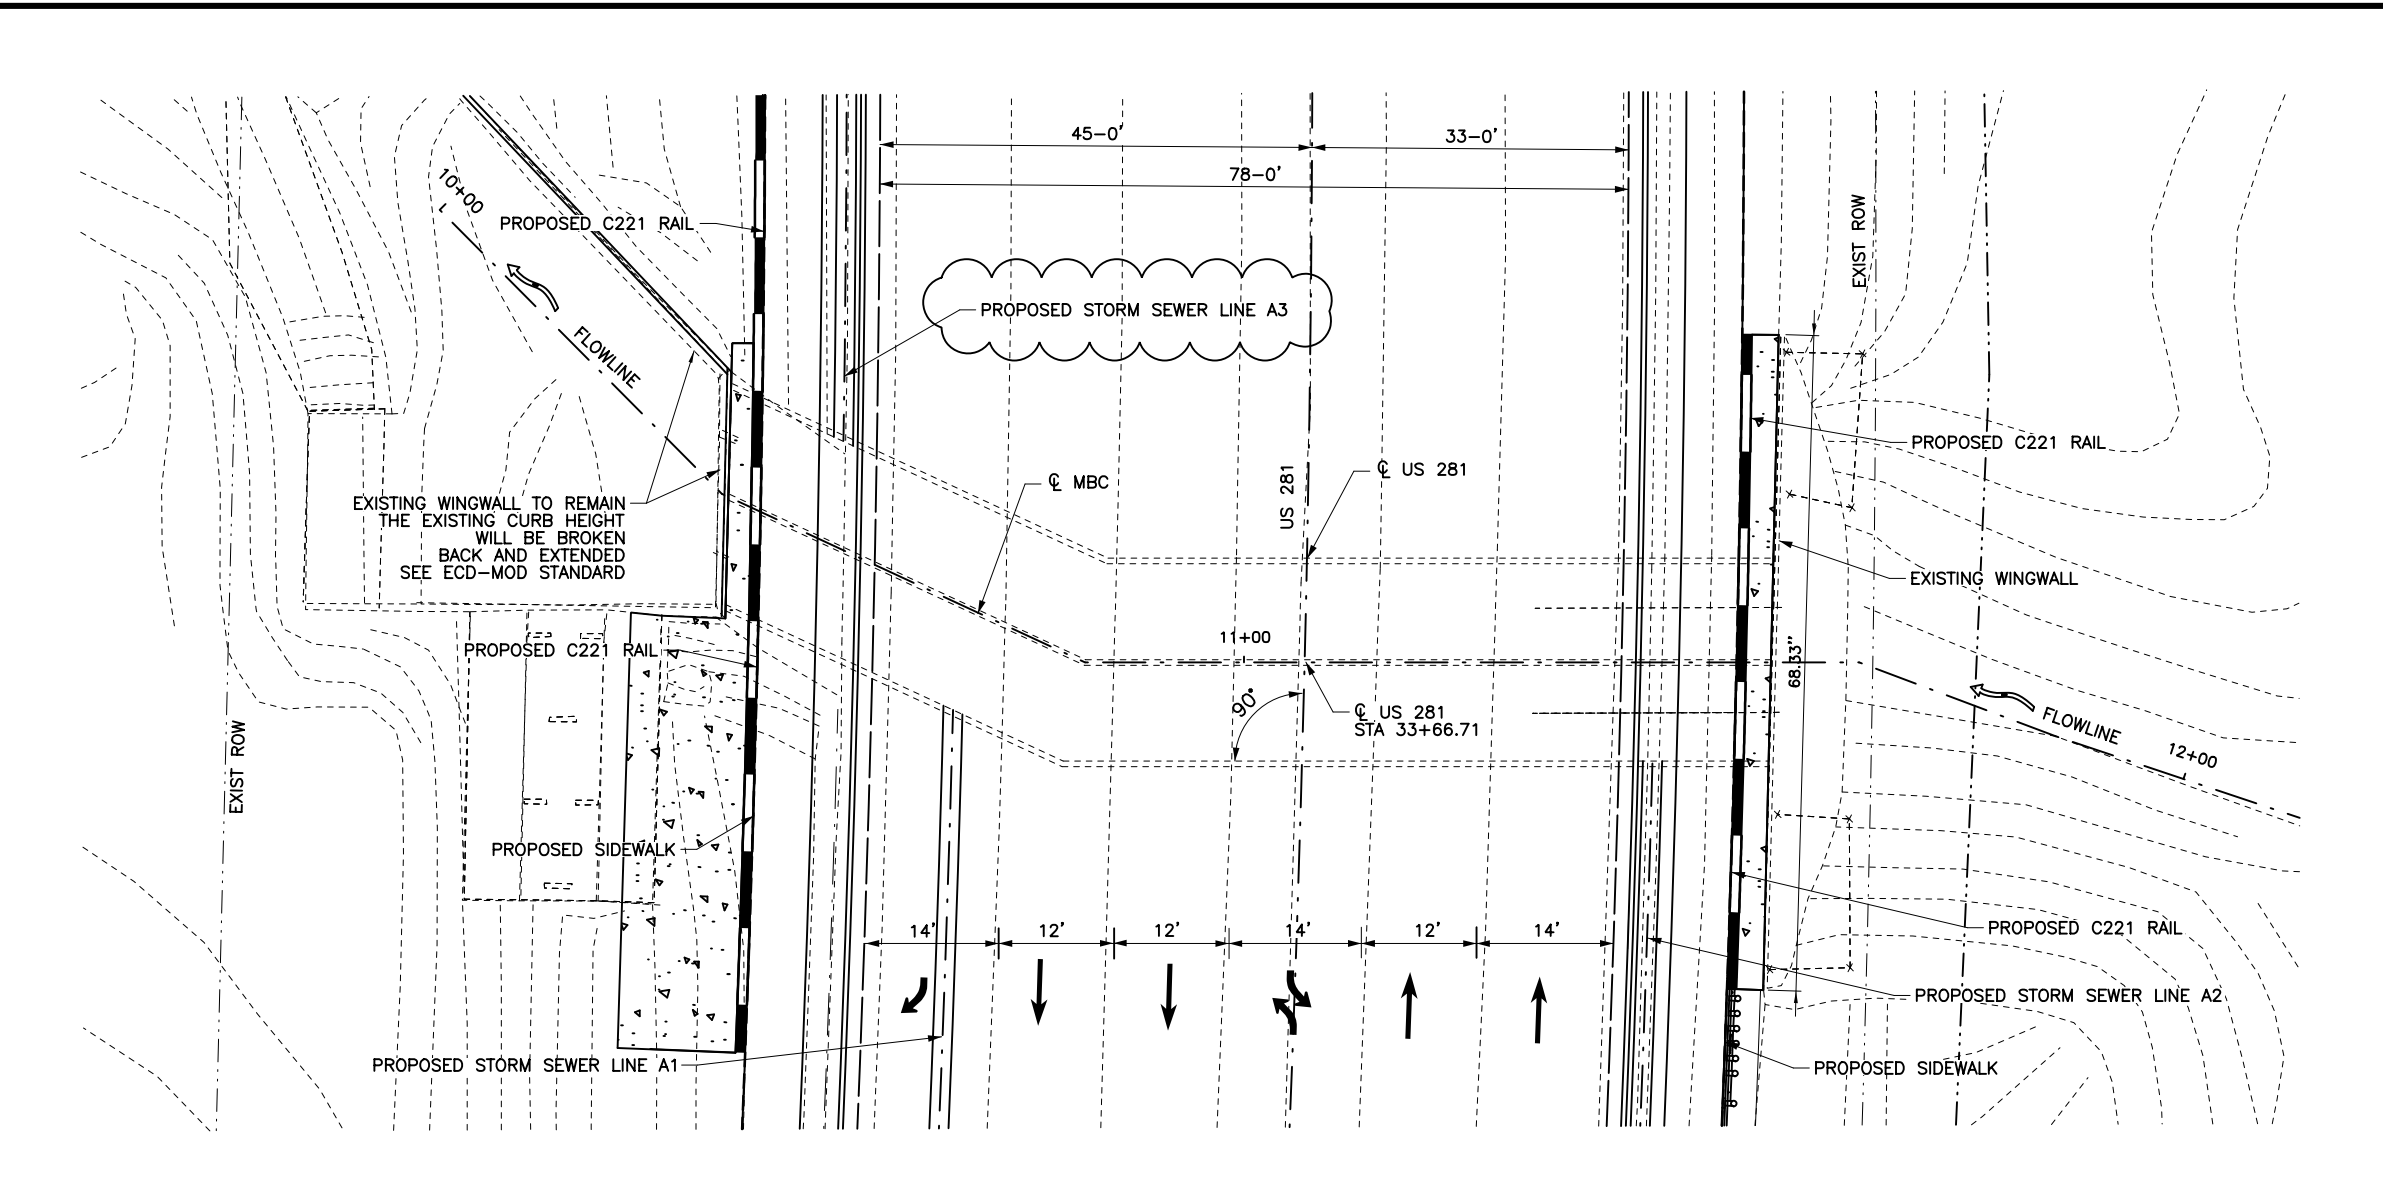 45-0'
33-0'
78-0'
10+00
PROPOSED C221 RAIL
EXIST ROW
PROPOSED STORM SEWER LINE A3
FLOWLINE
PROPOSED C221 RAIL
℄ US 281
US 281
℄ MBC
EXISTING WINGWALL TO REMAIN
THE EXISTING CURB HEIGHT
WILL BE BROKEN
BACK AND EXTENDED
SEE ECD-MOD STANDARD
EXISTING WINGWALL
11+00
PROPOSED C221 RAIL
68.33"
90°
℄ US 281
STA 33+66.71
FLOWLINE
12+00
EXIST ROW
PROPOSED SIDEWALK
14'
12'
12'
14'
12'
14'
PROPOSED C221 RAIL
PROPOSED STORM SEWER LINE A2
PROPOSED STORM SEWER LINE A1
PROPOSED SIDEWALK